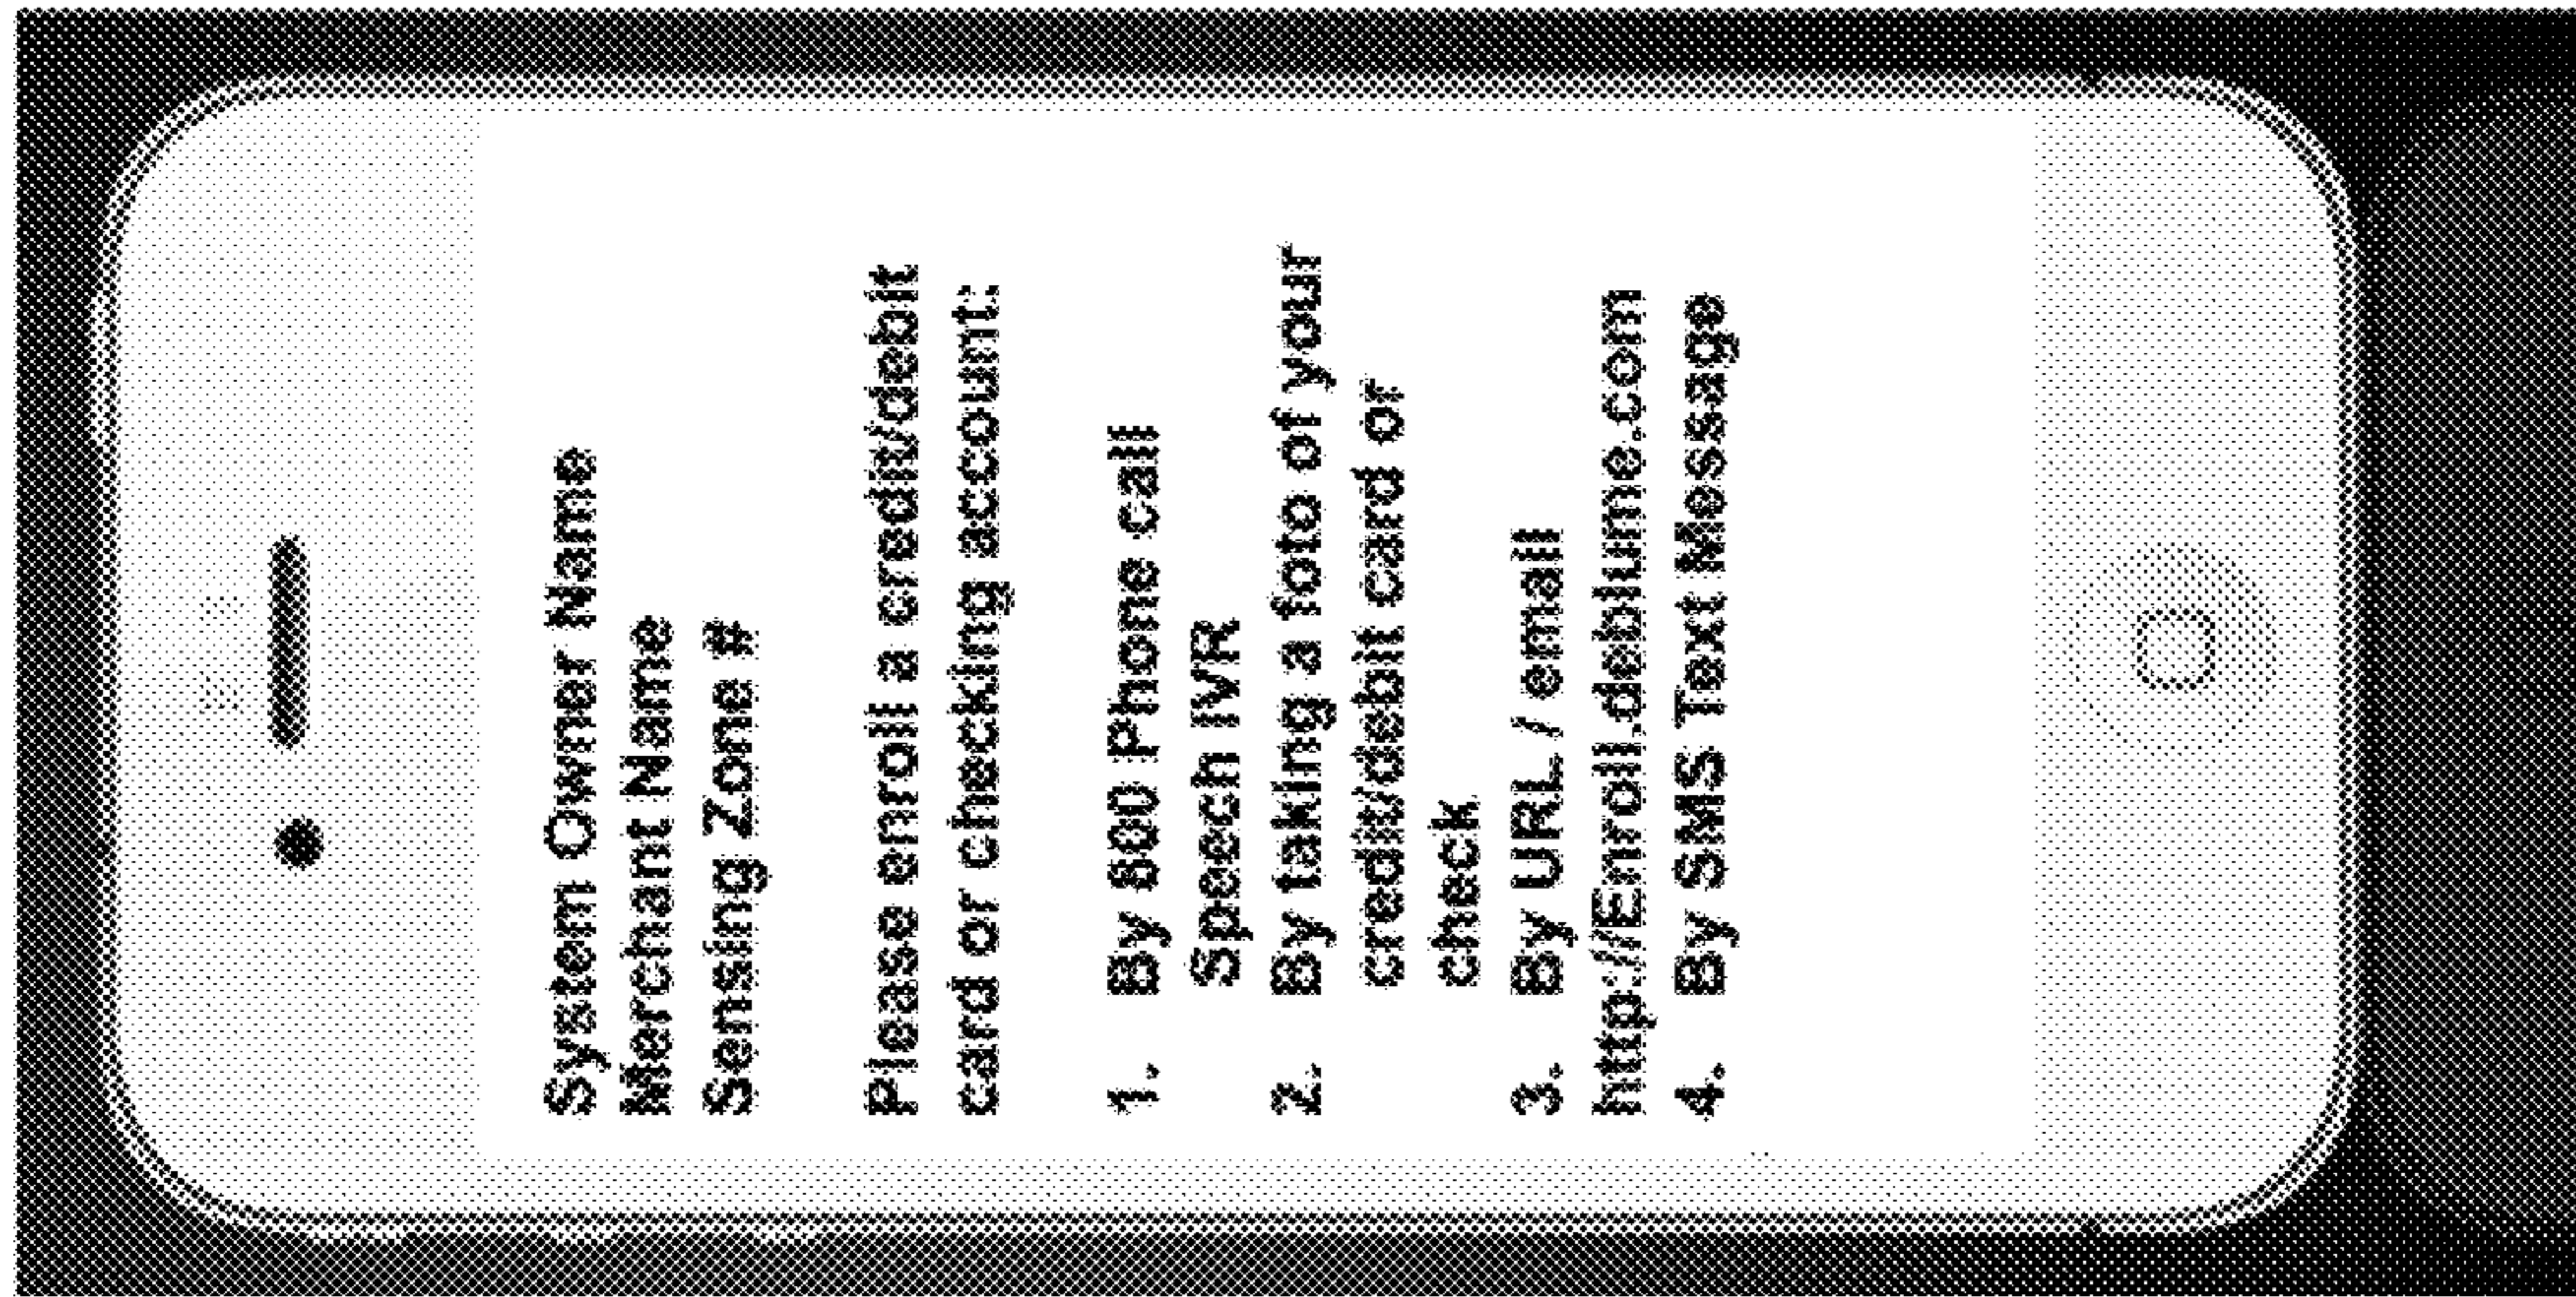 System Owner Name
Merchant Name
Sensing Zone #
Please enroll a credit/debit
card or checking account:
1. By 800 Phone call
Speech IVR
2. By taking a foto of your
credit/debit card or
check
3. By URL / email
http://Enroll.deblume.com
4. By SMS Text Message